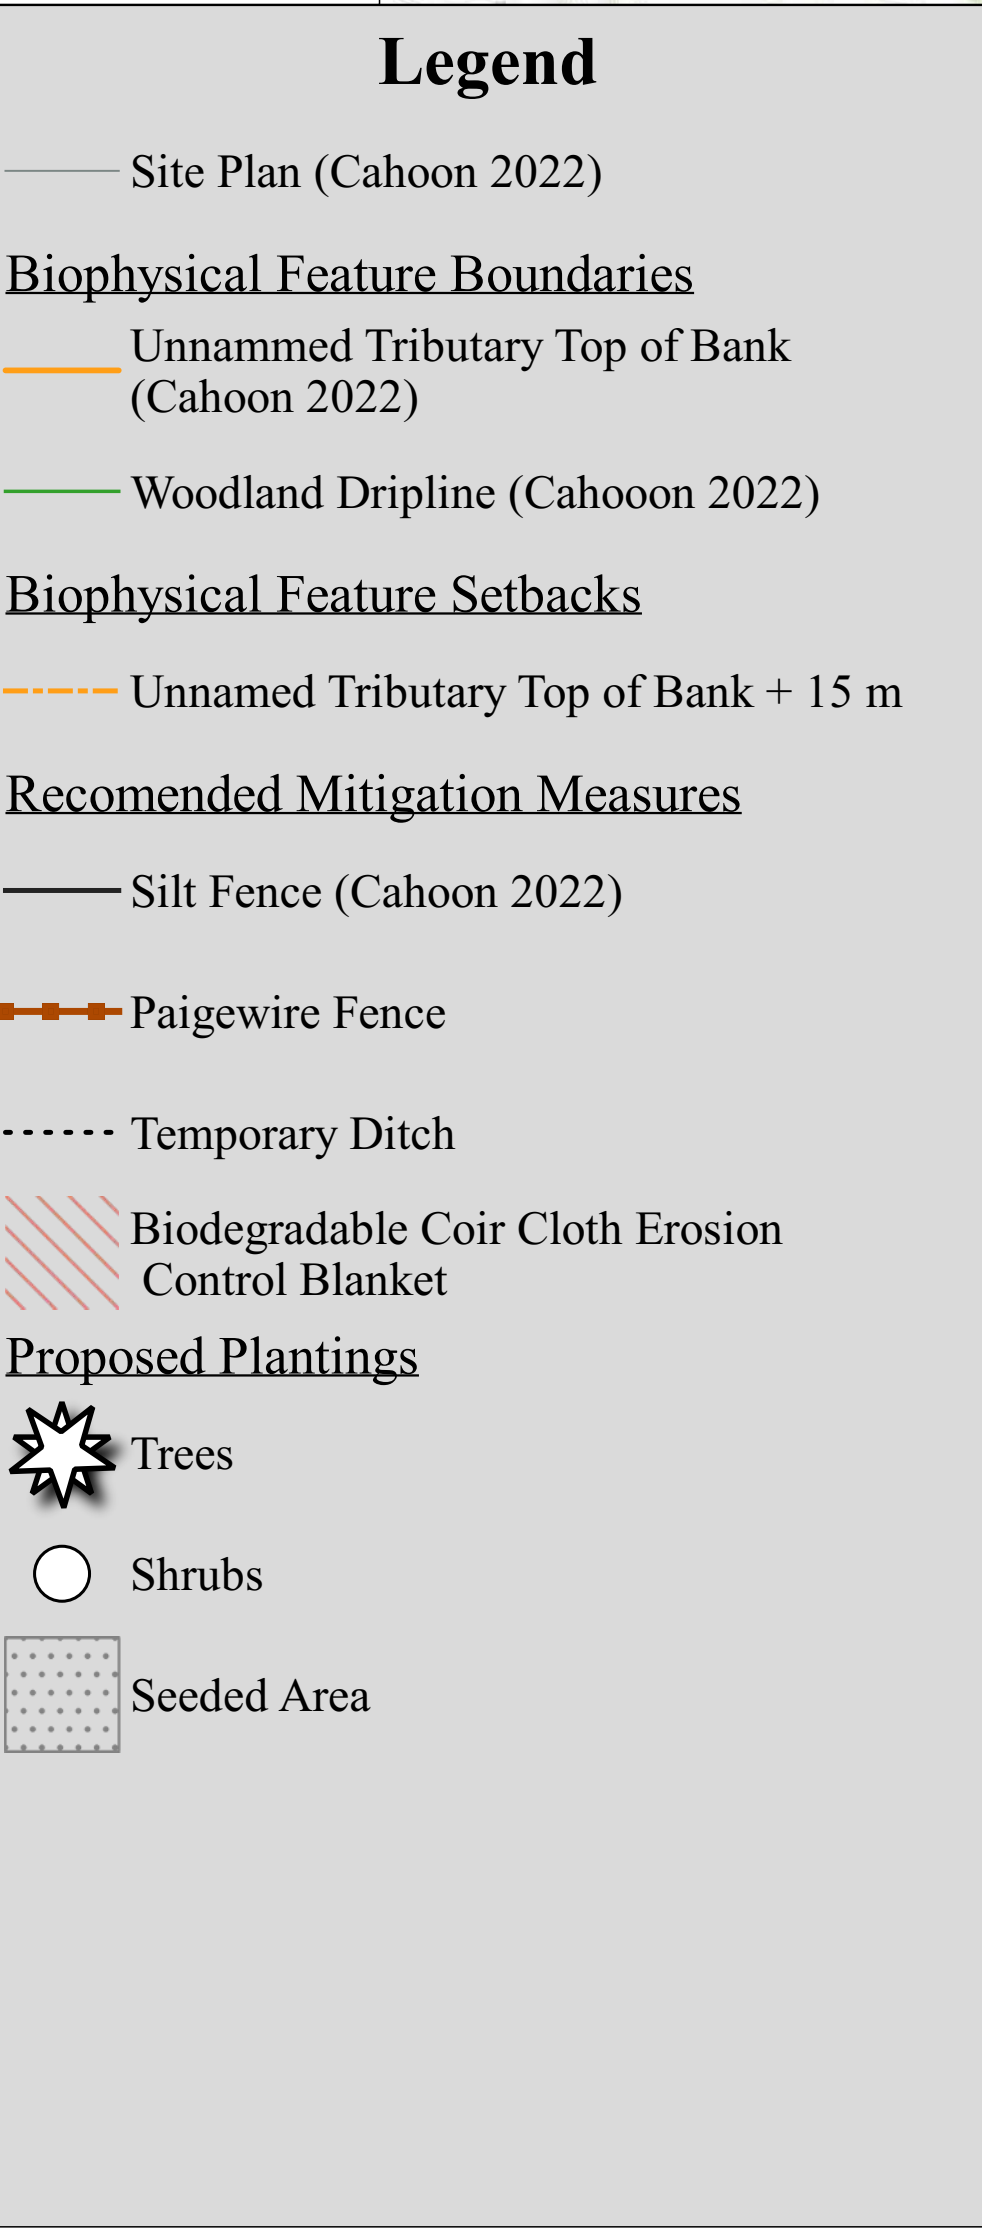 Legend
Site Plan (Cahoon 2022)
Biophysical Feature Boundaries
Unnammed Tributary Top of Bank
(Cahoon 2022)
Woodland Dripline (Cahooon 2022)
Biophysical Feature Setbacks
Unnamed Tributary Top of Bank + 15 m
Recomended Mitigation Measures
Silt Fence (Cahoon 2022)
Paigewire Fence
Temporary Ditch
Biodegradable Coir Cloth Erosion
Control Blanket
Proposed Plantings
Trees
Shrubs
Seeded Area